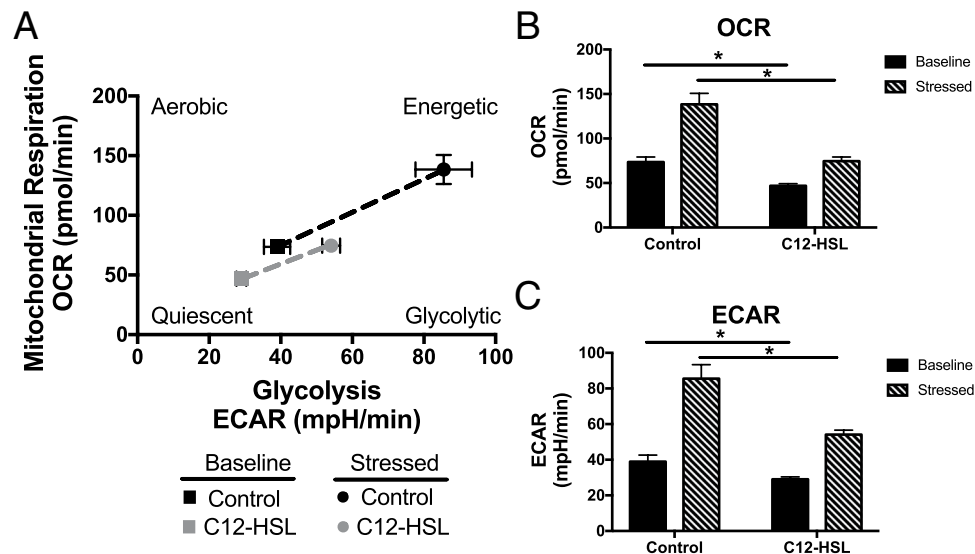 A
Mitochondrial Respiration
OCR (pmol/min)
200
150
100
50
0
Aerobic
Energetic
Quiescent
Glycolytic
0 20 40 60 80 100
Glycolysis
ECAR (mpH/min)
Baseline Stressed
Control Control
C12-HSL C12-HSL
B
OCR
OCR
(pmol/min)
200
150
100
50
0
*
*
Control C12-HSL
Baseline
Stressed
C
ECAR
ECAR
(mpH/min)
100
80
60
40
20
0
*
*
Control C12-HSL
Baseline
Stressed